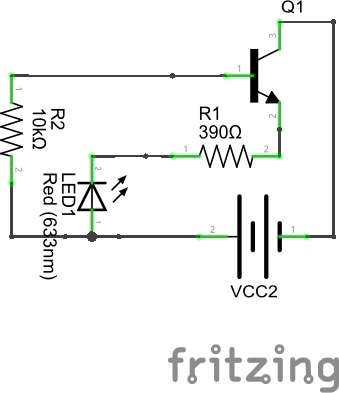 Q1
3
1
2
R1
390Ω
1
2
1
R2
10kΩ
2
2
LED1
Red (633nm)
1
2
1
VCC2
fritzing